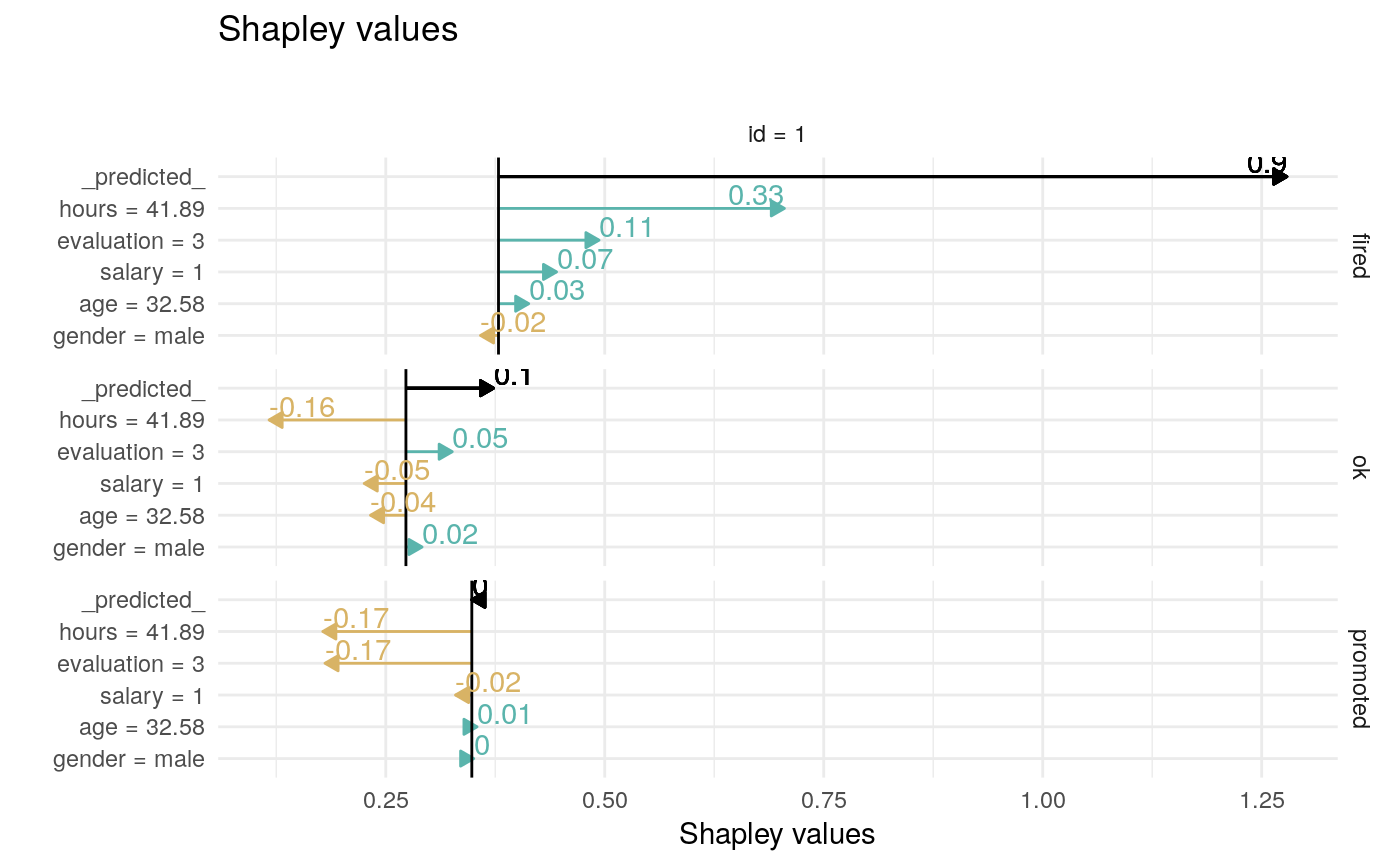 Shapley values
id = 1
_predicted_
0.9
hours = 41.89
0.33
evaluation = 3
0.11
salary = 1
0.07
age = 32.58
0.03
gender = male
-0.02
fired
_predicted_
0.1
hours = 41.89
-0.16
evaluation = 3
0.05
salary = 1
-0.05
age = 32.58
-0.04
gender = male
0.02
ok
_predicted_
0
hours = 41.89
-0.17
evaluation = 3
-0.17
salary = 1
-0.02
age = 32.58
0.01
gender = male
0
promoted
0.25
0.50
0.75
1.00
1.25
Shapley values